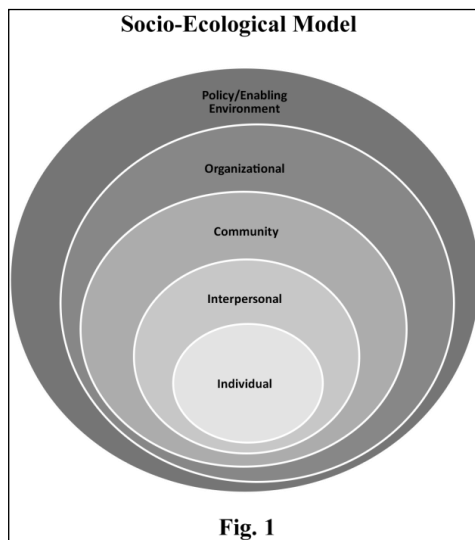 Socio-Ecological Model
Policy/Enabling
Environment
Organizational
Community
Interpersonal
Individual
Fig. 1